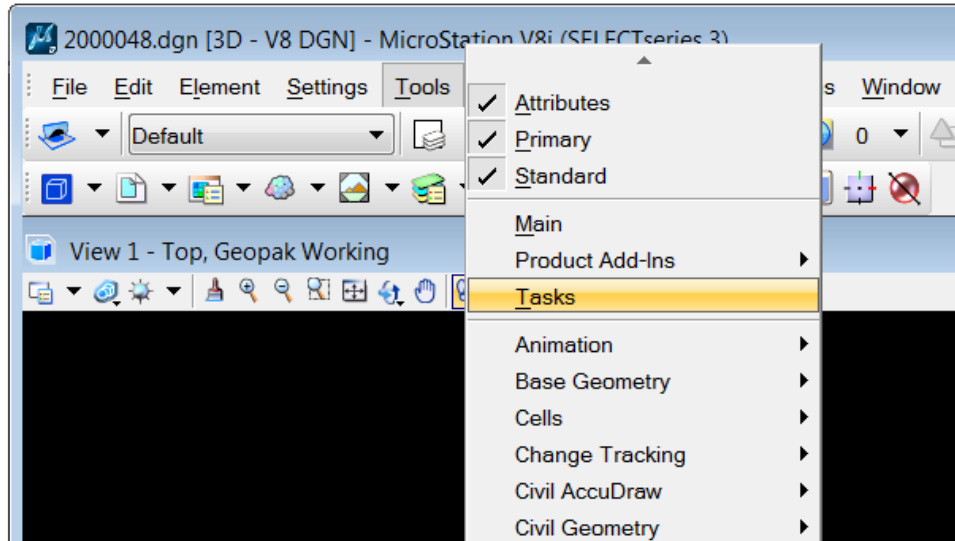 2000048.dgn [3D - V8 DGN] - MicroStation V8i (SELECTseries 3)
File Edit Element Settings Tools s Window
Default 0
View 1 - Top, Geopak Working
Attributes
Primary
Standard
Main
Product Add-Ins
Tasks
Animation
Base Geometry
Cells
Change Tracking
Civil AccuDraw
Civil Geometry